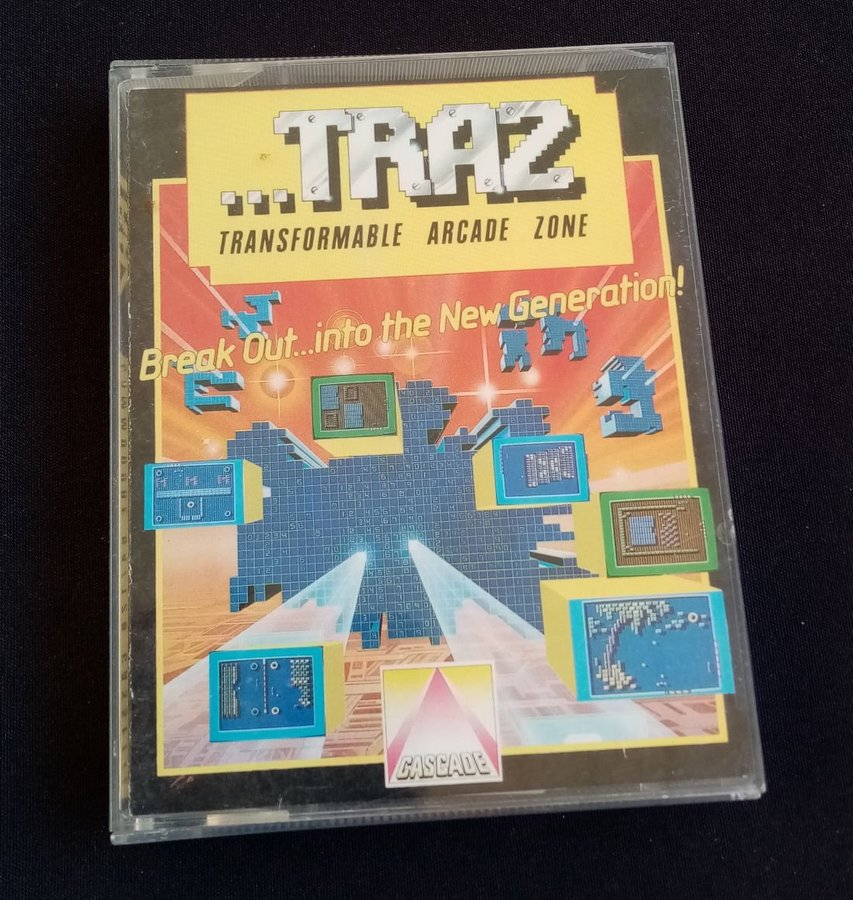 ...TRAZ
TRANSFORMABLE ARCADE ZONE
Break Out...into the New Generation!
CASCADE